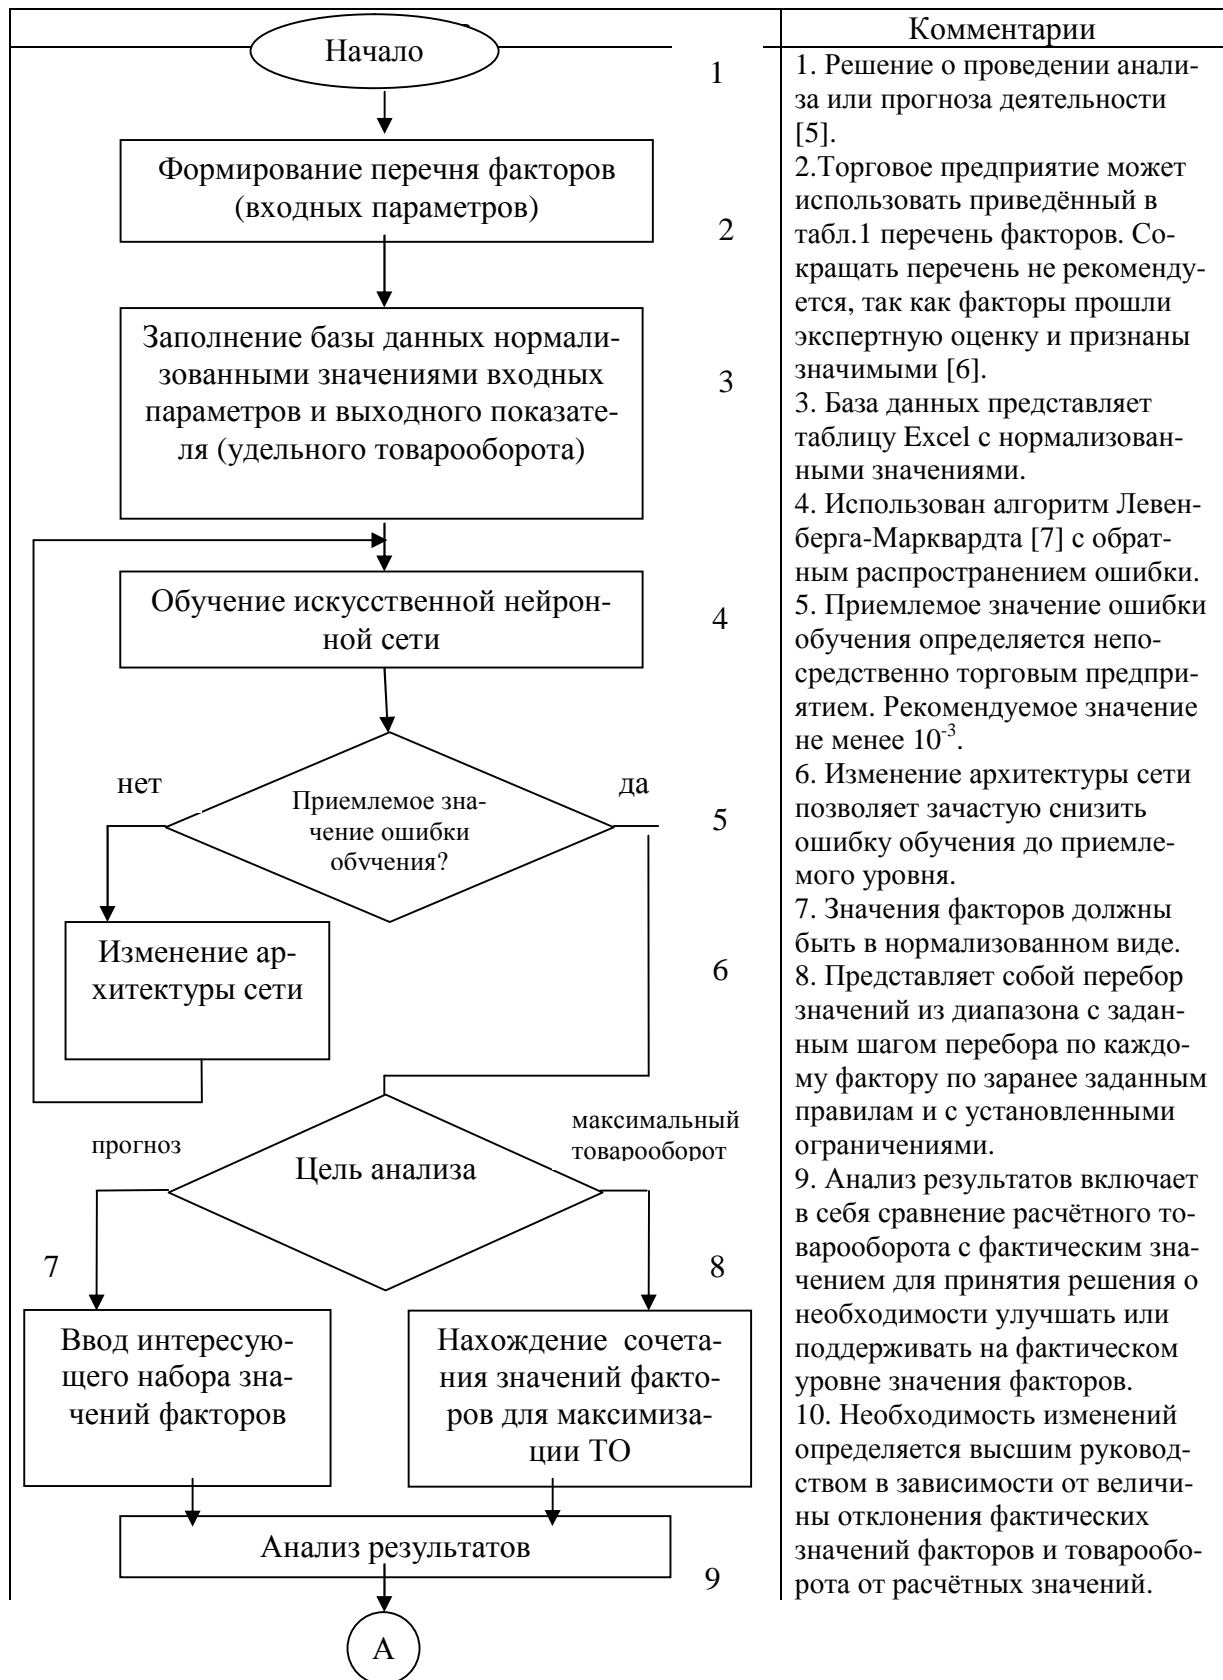 Начало
1
Формирование перечня факторов
(входных параметров)
2
Заполнение базы данных нормали-
зованными значениями входных
параметров и выходного показате-
ля (удельного товарооборота)
3
Обучение искусственной нейрон-
ной сети
4
нет
да
Приемлемое зна-
чение ошибки
обучения?
5
Изменение ар-
хитектуры сети
6
прогноз
максимальный
товарооборот
Цель анализа
7
8
Ввод интересую-
щего набора зна-
чений факторов
Нахождение сочета-
ния значений факто-
ров для максимиза-
ции ТО
Анализ результатов
9
А
Комментарии
1. Решение о проведении анали-
за или прогноза деятельности
[5].
2.Торговое предприятие может
использовать приведённый в
табл.1 перечень факторов. Со-
кращать перечень не рекоменду-
ется, так как факторы прошли
экспертную оценку и признаны
значимыми [6].
3. База данных представляет
таблицу Excel с нормализован-
ными значениями.
4. Использован алгоритм Левен-
берга-Марквардта [7] с обрат-
ным распространением ошибки.
5. Приемлемое значение ошибки
обучения определяется непо-
средственно торговым предпри-
ятием. Рекомендуемое значение
не менее 10⁻³.
6. Изменение архитектуры сети
позволяет зачастую снизить
ошибку обучения до приемле-
мого уровня.
7. Значения факторов должны
быть в нормализованном виде.
8. Представляет собой перебор
значений из диапазона с задан-
ным шагом перебора по каждо-
му фактору по заранее заданным
правилам и с установленными
ограничениями.
9. Анализ результатов включает
в себя сравнение расчётного то-
варооборота с фактическим зна-
чением для принятия решения о
необходимости улучшать или
поддерживать на фактическом
уровне значения факторов.
10. Необходимость изменений
определяется высшим руковод-
ством в зависимости от величи-
ны отклонения фактических
значений факторов и товарообо-
рота от расчётных значений.